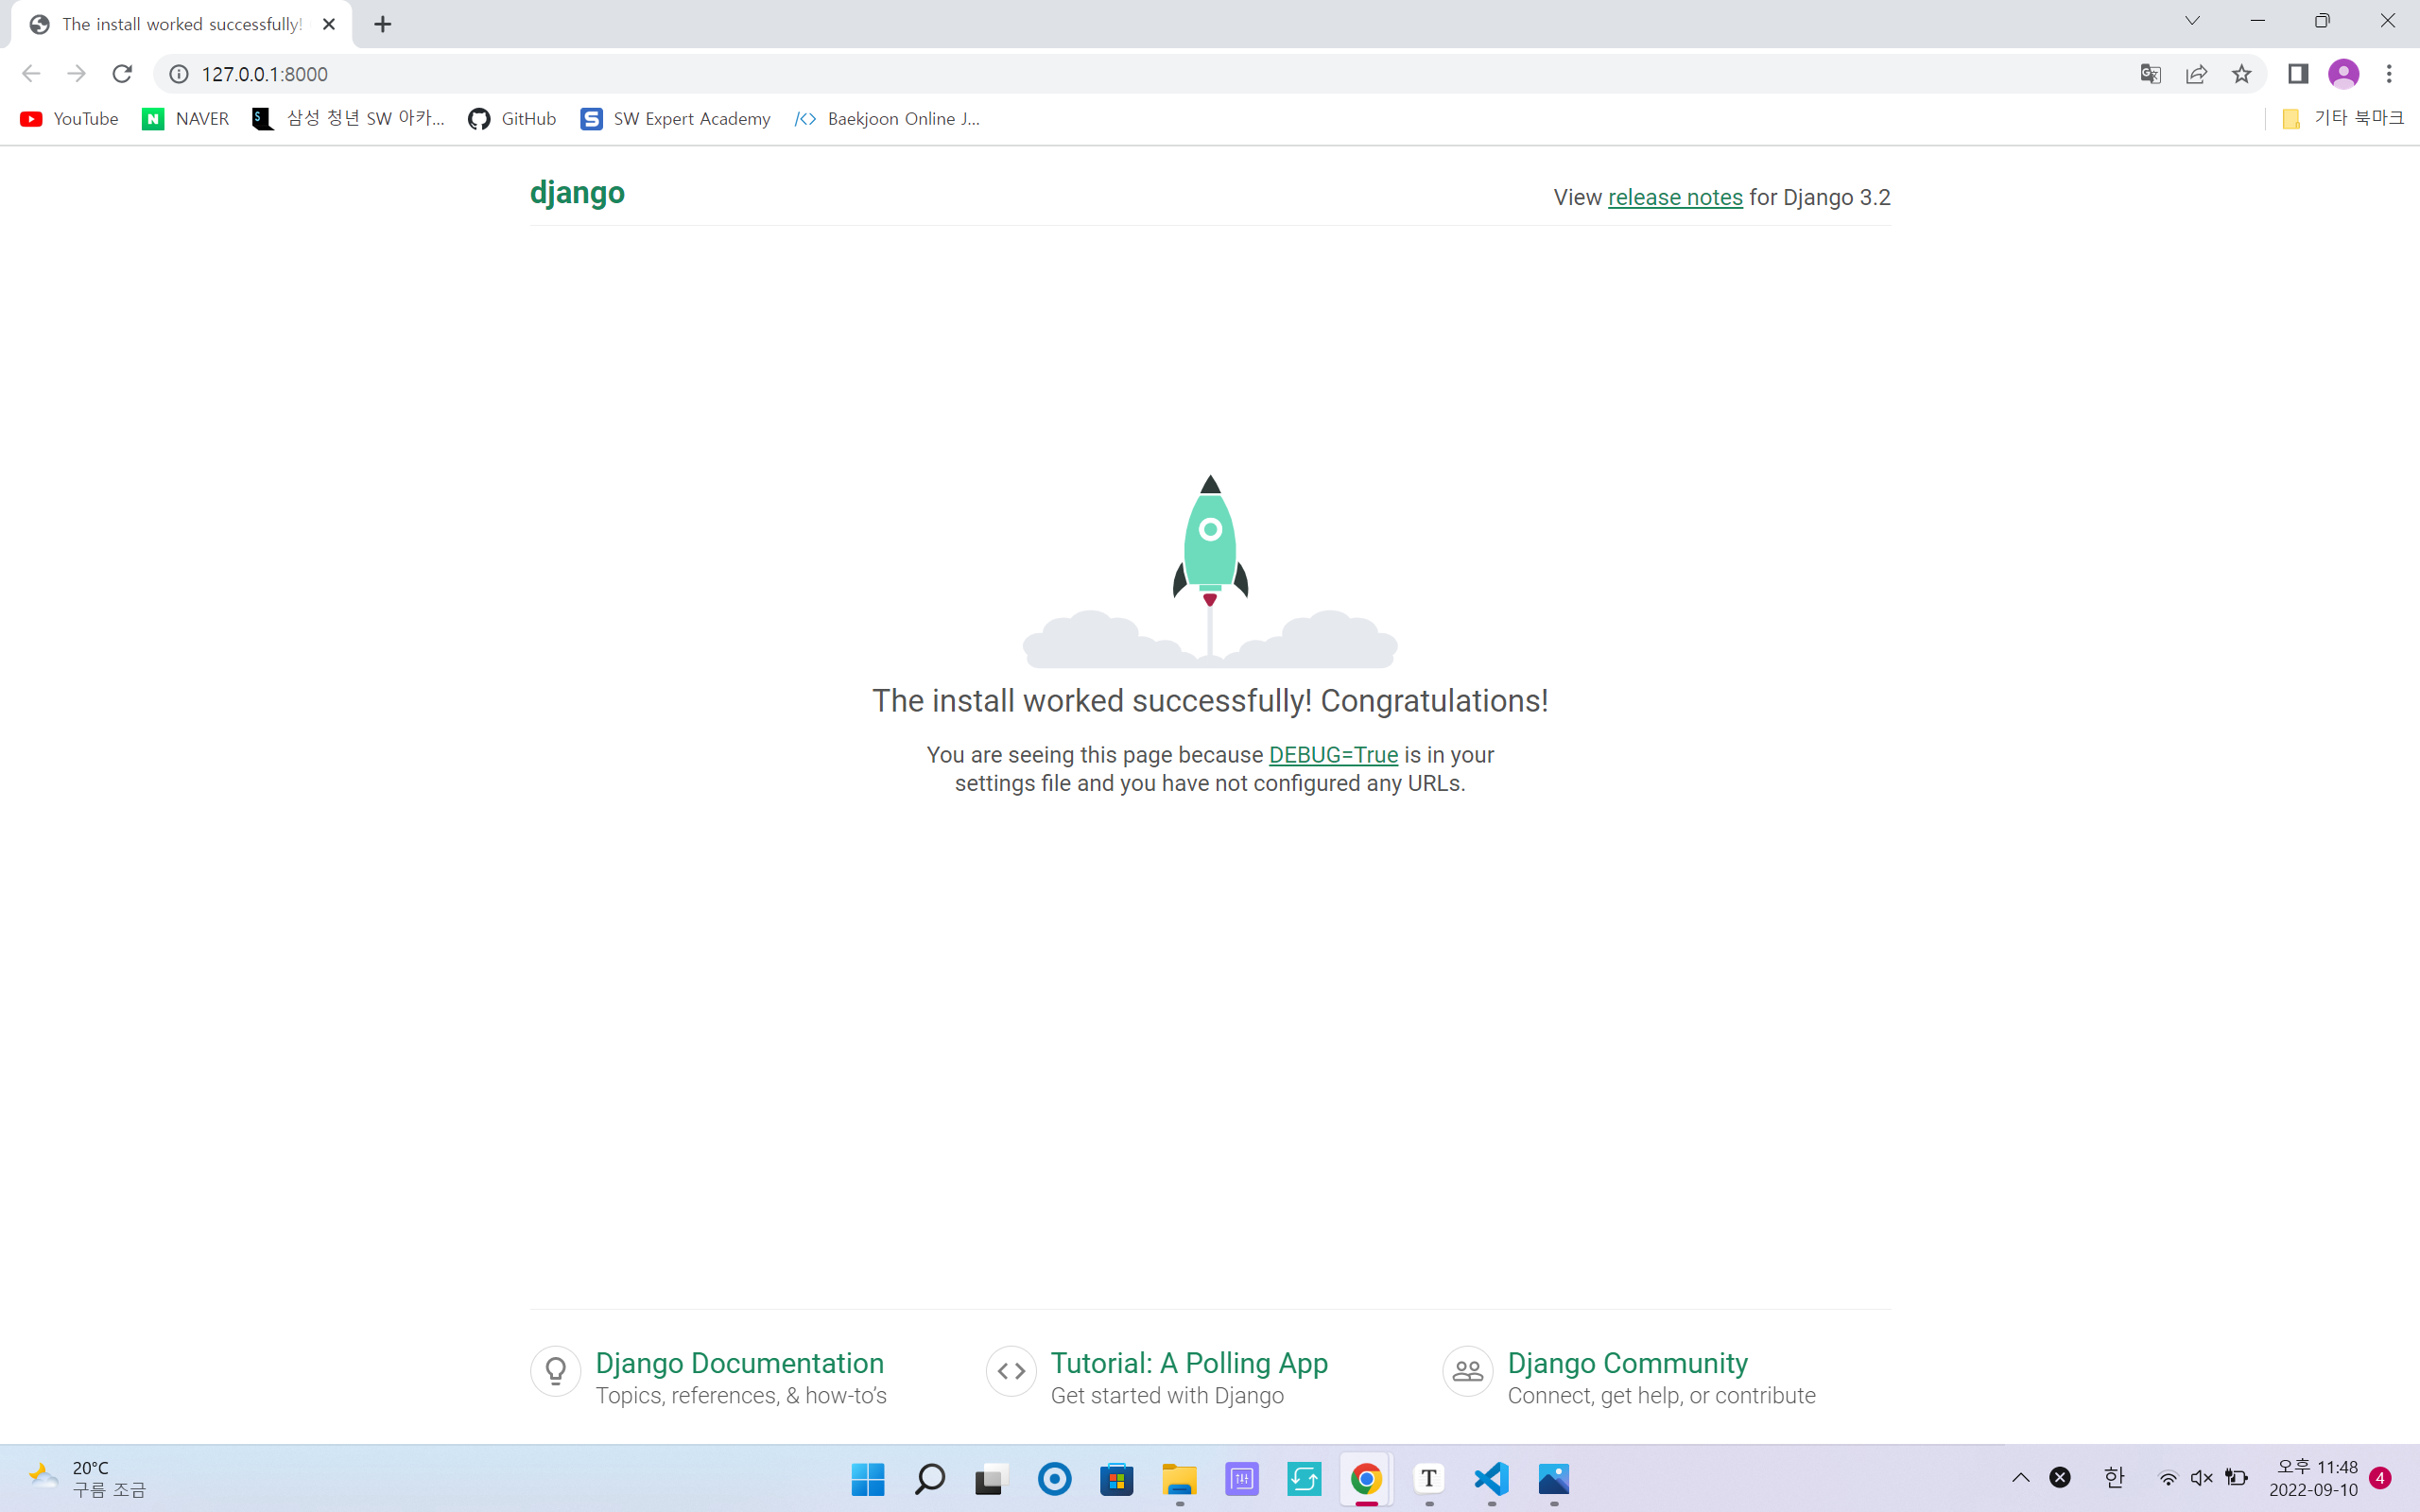 The install worked successfully!
127.0.0.1:8000
YouTube
NAVER
삼성 청년 SW 아카...
GitHub
SW Expert Academy
Baekjoon Online J...
기타 북마크
django
View release notes for Django 3.2
The install worked successfully! Congratulations!
You are seeing this page because DEBUG=True is in your
settings file and you have not configured any URLs.
Django Documentation
Topics, references, & how-to’s
Tutorial: A Polling App
Get started with Django
Django Community
Connect, get help, or contribute
20°C
구름 조금
한
오후 11:48
2022-09-10
4